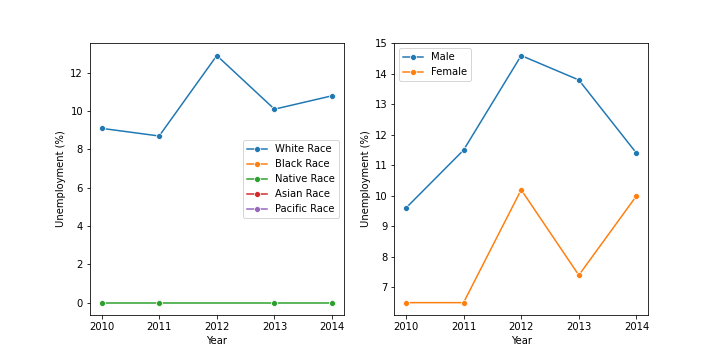 12
10
8
6
4
2
0
Unemployment (%)
White Race
Black Race
Native Race
Asian Race
Pacific Race
2010 2011 2012 2013 2014
Year
15
14
13
12
11
10
9
8
7
Unemployment (%)
Male
Female
2010 2011 2012 2013 2014
Year